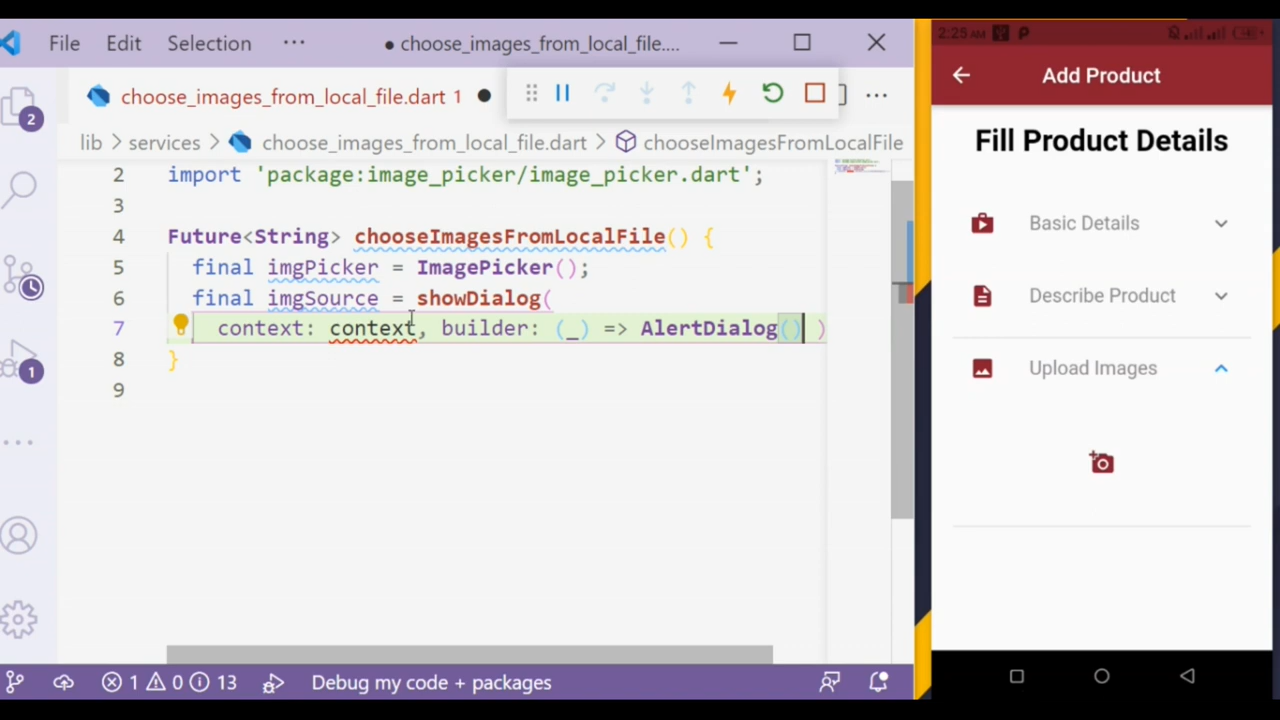 File Edit Selection ··· ● choose_images_from_local_file....
choose_images_from_local_file.dart 1 ●
lib > services > choose_images_from_local_file.dart > chooseImagesFromLocalFile
2 import 'package:image_picker/image_picker.dart';
3
4 Future<String> chooseImagesFromLocalFile() {
5 final imgPicker = ImagePicker();
6 final imgSource = showDialog(
7 context: context, builder: (_) => AlertDialog() )
8 }
9
2
1
1 0 13 Debug my code + packages
2:25 AM
Add Product
Fill Product Details
Basic Details
Describe Product
Upload Images